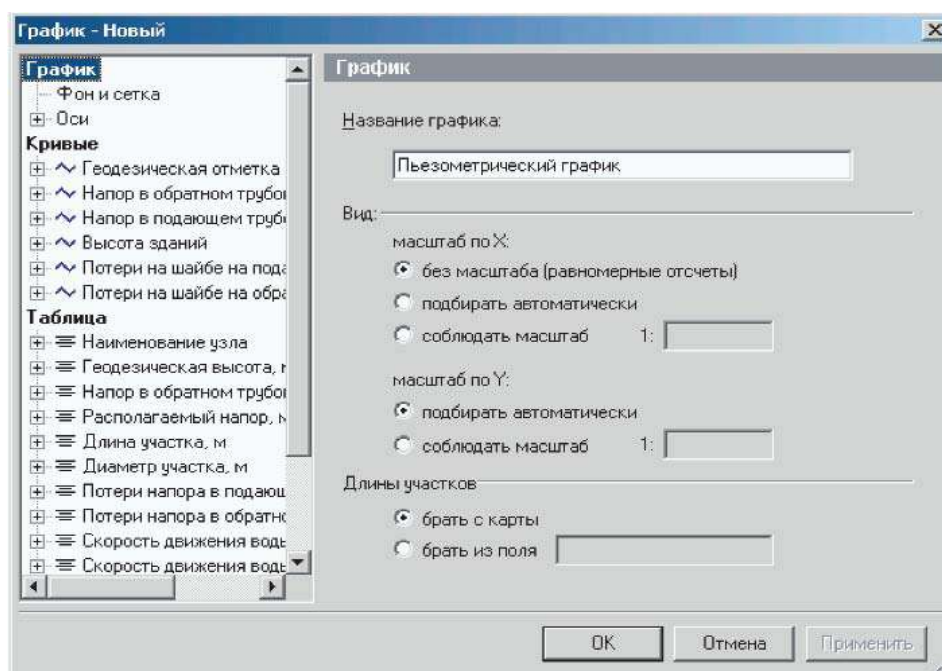 График - Новый
График
Фон и сетка
Оси
Кривые
Геодезическая отметка
Напор в обратном трубо
Напор в подающем труб
Высота зданий
Потери на шайбе на пода
Потери на шайбе на обра
Таблица
Наименование узла
Геодезическая высота,
Напор в обратном трубо
Располагаемый напор, м
Длина участка, м
Диаметр участка, м
Потери напора в подающ
Потери напора в обратно
Скорость движения воды
Скорость движения воды
График
Название графика:
Пьезометрический график
Вид:
масштаб по X:
без масштаба (равномерные отсчеты)
подбирать автоматически
соблюдать масштаб 1:
масштаб по Y:
подбирать автоматически
соблюдать масштаб 1:
Длины участков
брать с карты
брать из поля
OK Отмена Применить